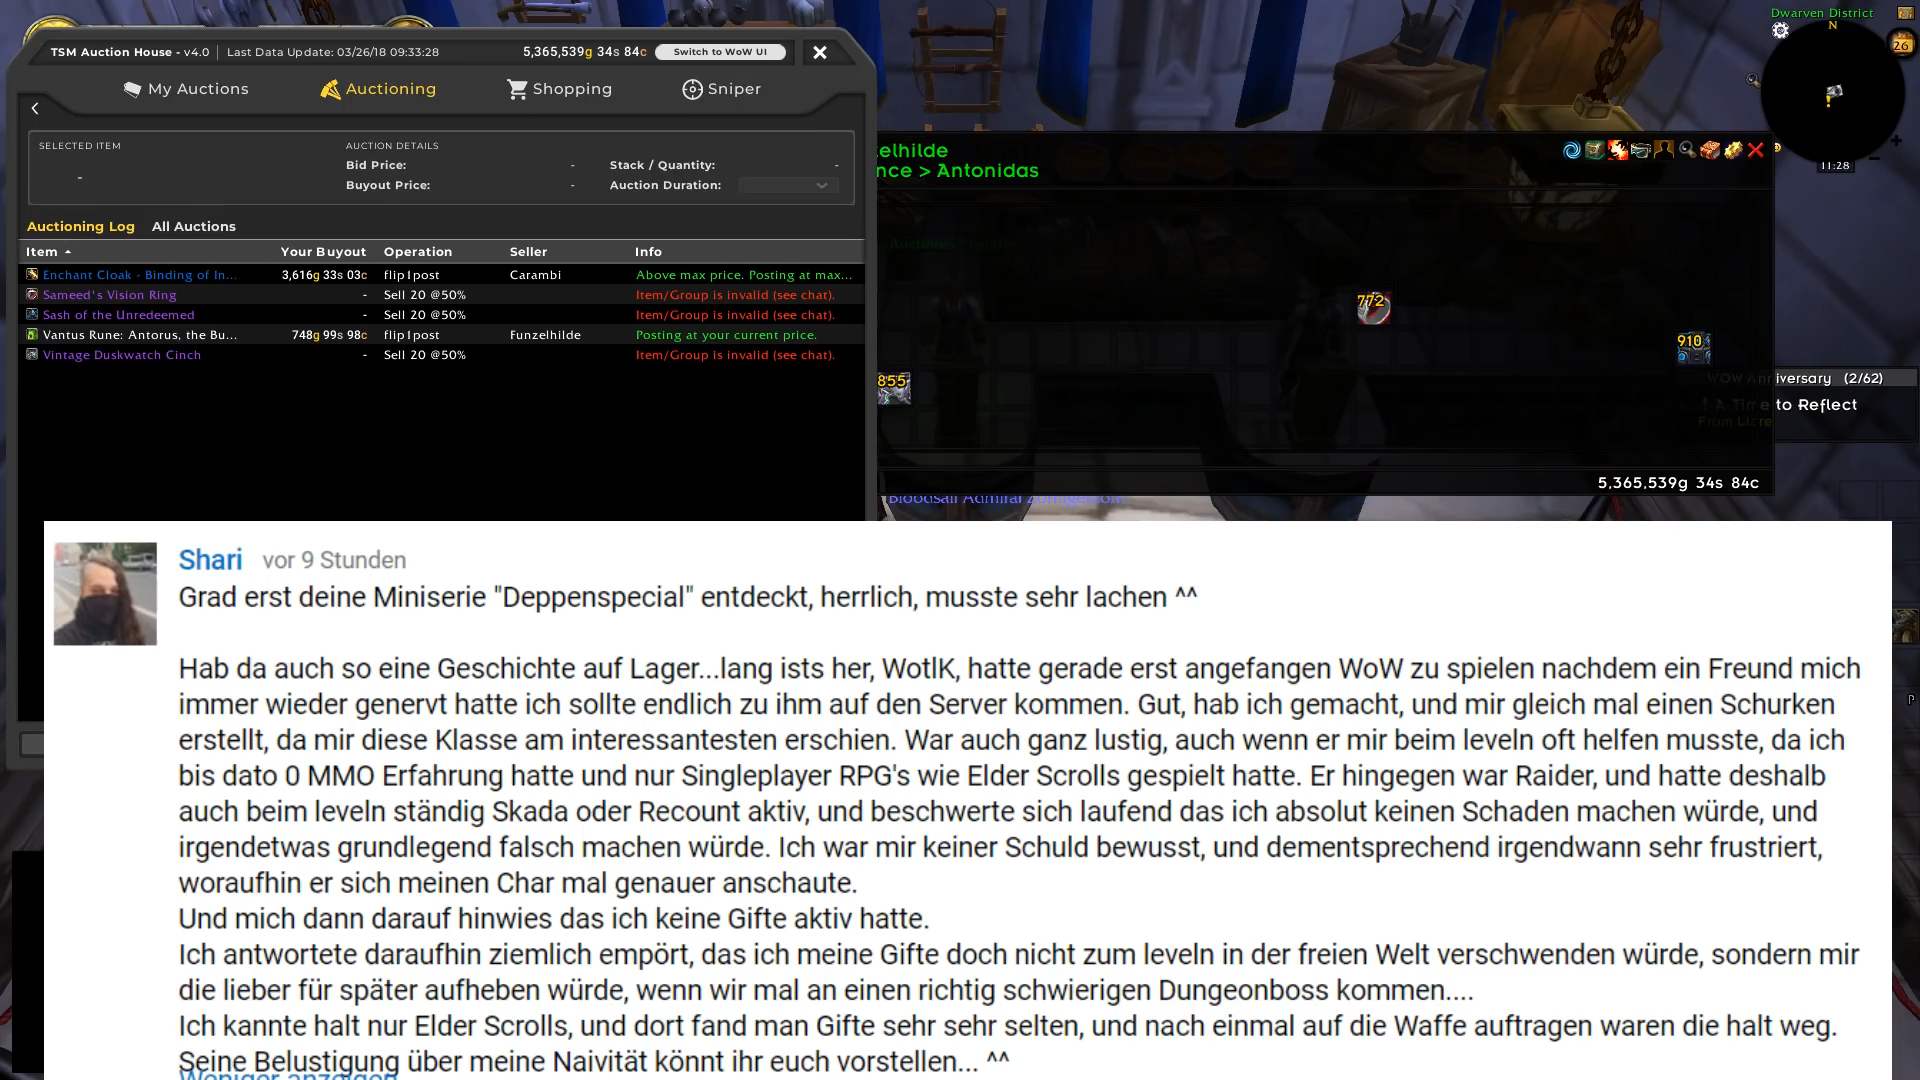 TSM Auction House - v4.0 | Last Data Update: 03/26/18 09:33:28 5,365,539g 34s 84c Switch to WoW UI
My Auctions Auctioning Shopping Sniper
SELECTED ITEM
-
AUCTION DETAILS
Bid Price: - Stack / Quantity: -
Buyout Price: - Auction Duration:
Auctioning Log All Auctions
Item Your Buyout Operation Seller Info
Enchant Cloak - Binding of In... 3,616g 33s 03c flip1post Carambi Above max price. Posting at max...
Sameed's Vision Ring - Sell 20 @50% Item/Group is invalid (see chat).
Sash of the Unredeemed - Sell 20 @50% Item/Group is invalid (see chat).
Vantus Rune: Antorus, the Bu... 748g 99s 98c flip1post Funzelhilde Posting at your current price.
Vintage Duskwatch Cinch - Sell 20 @50% Item/Group is invalid (see chat).
elhilde
nce > Antonidas
772
910
855
5,365,539g 34s 84c
Dwarven District
N
26
11:28
WOW Anniversary (2/62)
to Reflect
Bloodsail Admiral
P
Shari vor 9 Stunden
Grad erst deine Miniserie "Deppenspecial" entdeckt, herrlich, musste sehr lachen ^^
Hab da auch so eine Geschichte auf Lager...lang ists her, WotlK, hatte gerade erst angefangen WoW zu spielen nachdem ein Freund mich
immer wieder genervt hatte ich sollte endlich zu ihm auf den Server kommen. Gut, hab ich gemacht, und mir gleich mal einen Schurken
erstellt, da mir diese Klasse am interessantesten erschien. War auch ganz lustig, auch wenn er mir beim leveln oft helfen musste, da ich
bis dato 0 MMO Erfahrung hatte und nur Singleplayer RPG's wie Elder Scrolls gespielt hatte. Er hingegen war Raider, und hatte deshalb
auch beim leveln ständig Skada oder Recount aktiv, und beschwerte sich laufend das ich absolut keinen Schaden machen würde, und
irgendetwas grundlegend falsch machen würde. Ich war mir keiner Schuld bewusst, und dementsprechend irgendwann sehr frustriert,
woraufhin er sich meinen Char mal genauer anschaute.
Und mich dann darauf hinwies das ich keine Gifte aktiv hatte.
Ich antwortete daraufhin ziemlich empört, das ich meine Gifte doch nicht zum leveln in der freien Welt verschwenden würde, sondern mir
die lieber für später aufheben würde, wenn wir mal an einen richtig schwierigen Dungeonboss kommen....
Ich kannte halt nur Elder Scrolls, und dort fand man Gifte sehr sehr selten, und nach einmal auf die Waffe auftragen waren die halt weg.
Seine Belustigung über meine Naivität könnt ihr euch vorstellen... ^^
Weniger anzeigen